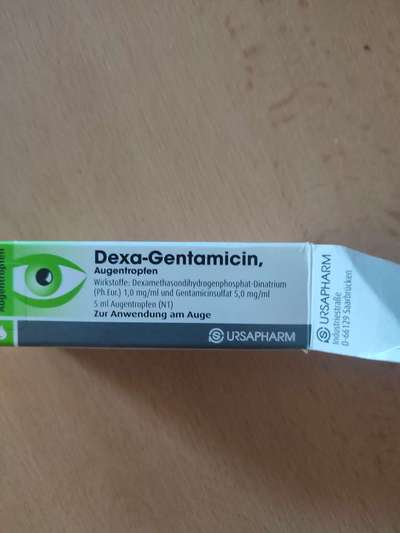 Augentropfen
Dexa-Gentamicin,
Augentropfen
Wirkstoffe: Dexamethasondihydrogenphosphat-Dinatrium
(Ph.Eur.) 1,0 mg/ml und Gentamicinsulfat 5,0 mg/ml
5 ml Augentropfen (N1)
Zur Anwendung am Auge
URSAPHARM
URSAPHARM
Industriestraße
D-66129 Saarbrücken